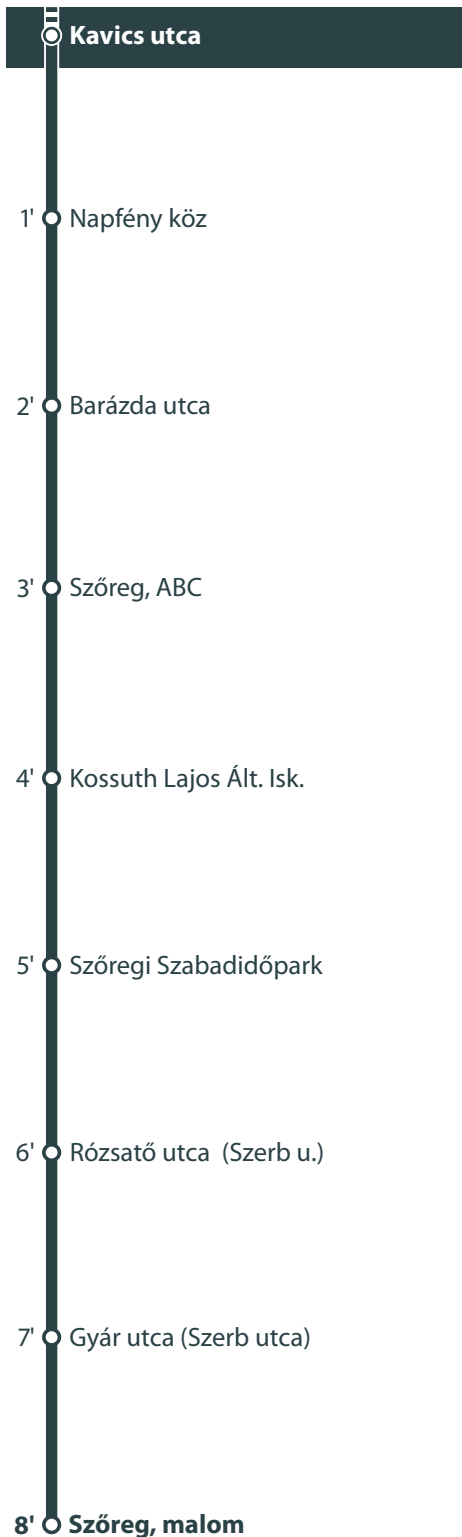 Kavics utca
1' Napfény köz
2' Barázda utca
3' Szőreg, ABC
4' Kossuth Lajos Ált. Isk.
5' Szőregi Szabadidőpark
6' Rózsatő utca (Szerb u.)
7' Gyár utca (Szerb utca)
8' Szőreg, malom